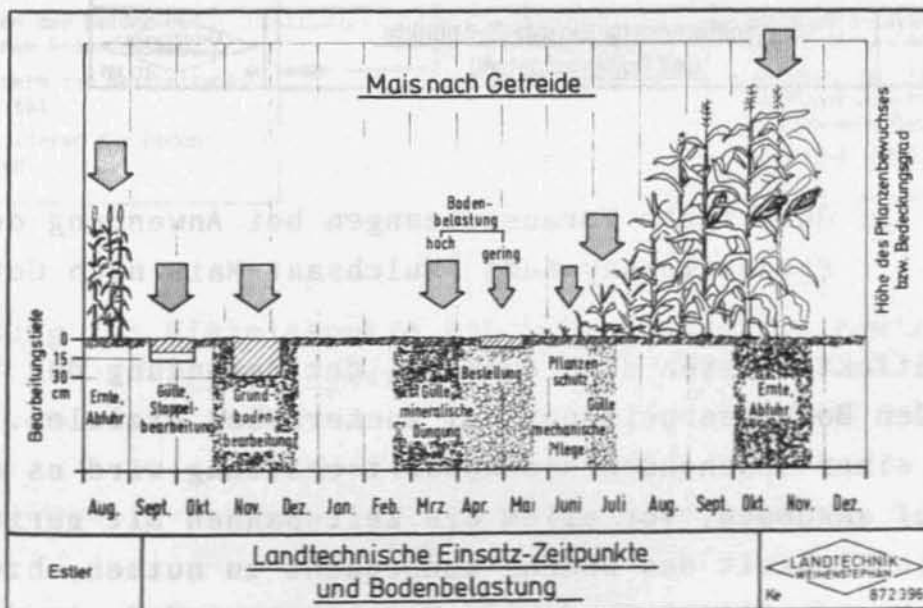 Mais nach Getreide
Höhe des Pflanzenbewuchses
bzw. Bedeckungsgrad
Boden-
belastung
hoch
gering
Bearbeitungstiefe
0
15
30
cm
Ernte,
Abfuhr
Gülle,
Stoppel-
bearbeitung
Grund-
boden-
bearbeitung
Gülle,
mineralische
Düngung
Bestellung
Pflanzen-
schutz
mechanische
Pflege
Gülle
Ernte,
Abfuhr
Aug. Sept. Okt. Nov. Dez. Jan. Feb. Mrz. Apr. Mai Juni Juli Aug. Sept. Okt. Nov. Dez.
Estler
Landtechnische Einsatz-Zeitpunkte
und Bodenbelastung
LANDTECHNIK
WEIHENSTEPHAN
Ke 872396